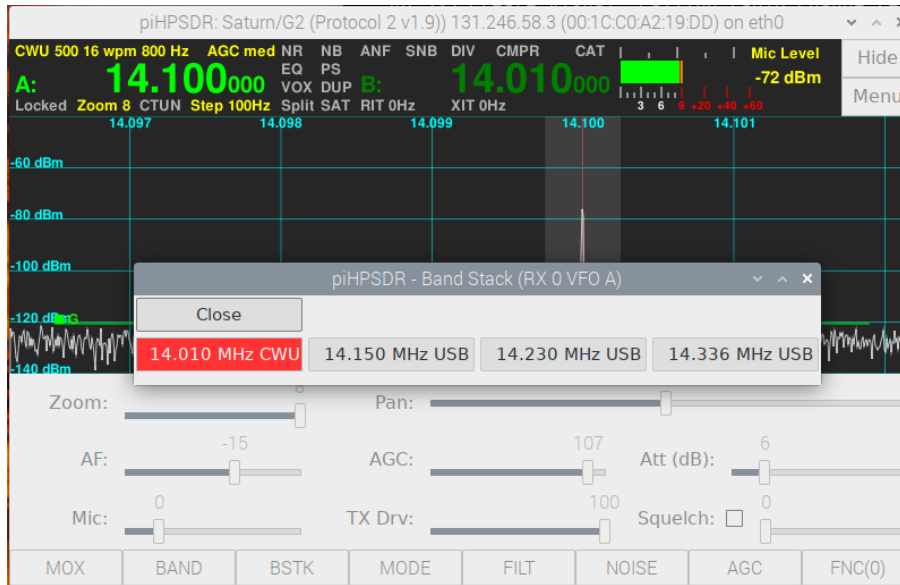 piHPSDR: Saturn/G2 (Protocol 2 v1.9)) 131.246.58.3 (00:1C:C0:A2:19:DD) on eth0
CWU 500 16 wpm 800 Hz AGC med NR NB ANF SNB DIV CMPR CAT Mic Level Hide
EQ PS
A: 14.100000 VOX DUP B: 14.010000 -72 dBm
Locked Zoom 8 CTUN Step 100Hz Split SAT RIT 0Hz XIT 0Hz 3 6 9 +20 +40 +60 Menu
14.097 14.098 14.099 14.100 14.101
-60 dBm
-80 dBm
-100 dBm
piHPSDR - Band Stack (RX 0 VFO A)
Close
-120 dBm G
14.010 MHz CWU 14.150 MHz USB 14.230 MHz USB 14.336 MHz USB
-140 dBm
Zoom: Pan:
-15 107 6
AF: AGC: Att (dB):
0 100 0
Mic: TX Drv: Squelch:
MOX BAND BSTK MODE FILT NOISE AGC FNC(0)